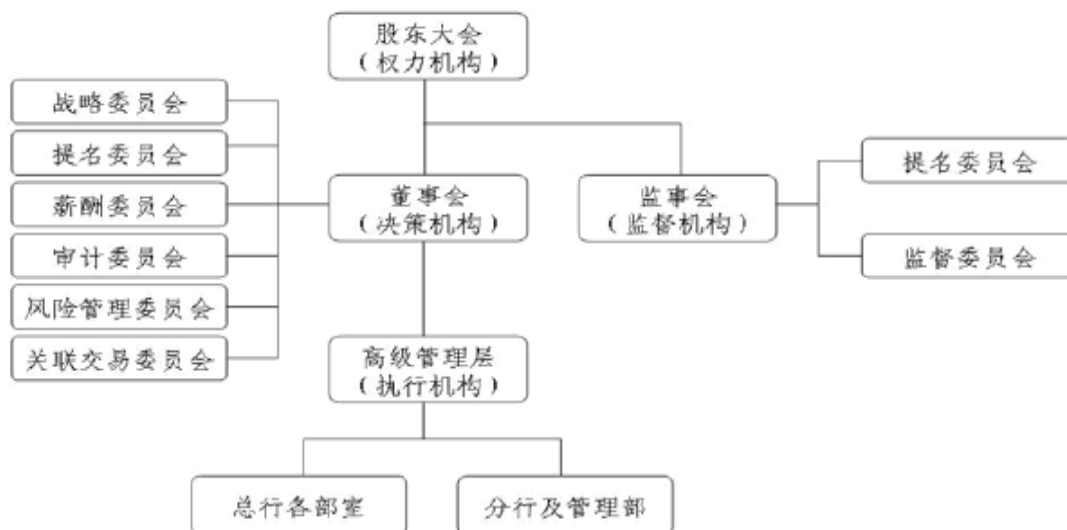 股东大会
（权力机构）
战略委员会
提名委员会
薪酬委员会
审计委员会
风险管理委员会
关联交易委员会
董事会
（决策机构）
监事会
（监督机构）
提名委员会
监督委员会
高级管理层
（执行机构）
总行各部室
分行及管理部